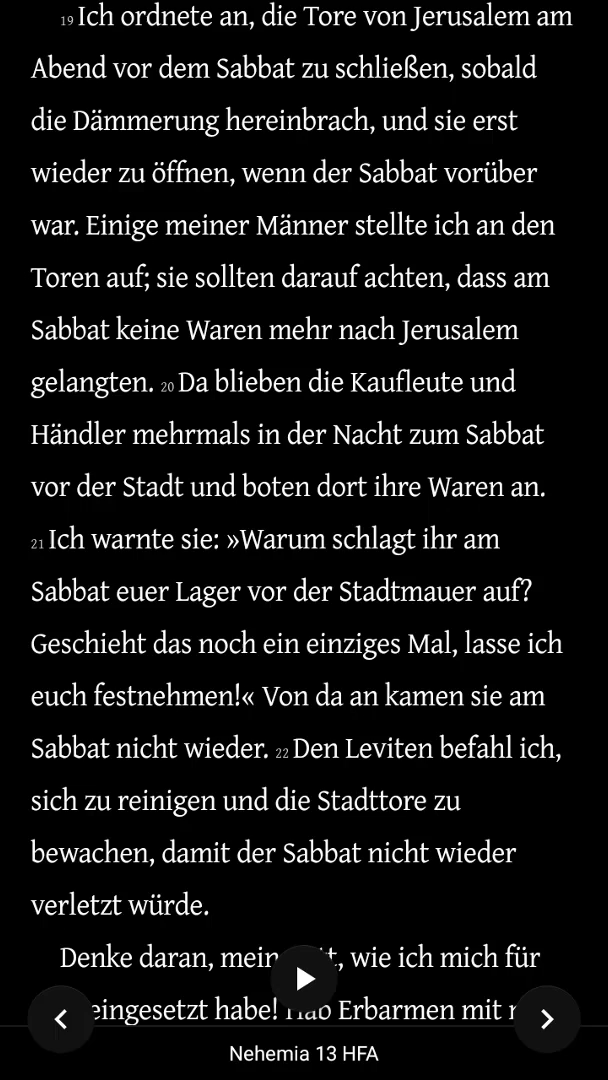 19 Ich ordnete an, die Tore von Jerusalem am
Abend vor dem Sabbat zu schließen, sobald
die Dämmerung hereinbrach, und sie erst
wieder zu öffnen, wenn der Sabbat vorüber
war. Einige meiner Männer stellte ich an den
Toren auf; sie sollten darauf achten, dass am
Sabbat keine Waren mehr nach Jerusalem
gelangten. 20 Da blieben die Kaufleute und
Händler mehrmals in der Nacht zum Sabbat
vor der Stadt und boten dort ihre Waren an.
21 Ich warnte sie: »Warum schlagt ihr am
Sabbat euer Lager vor der Stadtmauer auf?
Geschieht das noch ein einziges Mal, lasse ich
euch festnehmen!« Von da an kamen sie am
Sabbat nicht wieder. 22 Den Leviten befahl ich,
sich zu reinigen und die Stadttore zu
bewachen, damit der Sabbat nicht wieder
verletzt würde.
Denke daran, mein wie ich mich für
eingesetzt habe! Hab Erbarmen mit
Nehemia 13 HFA